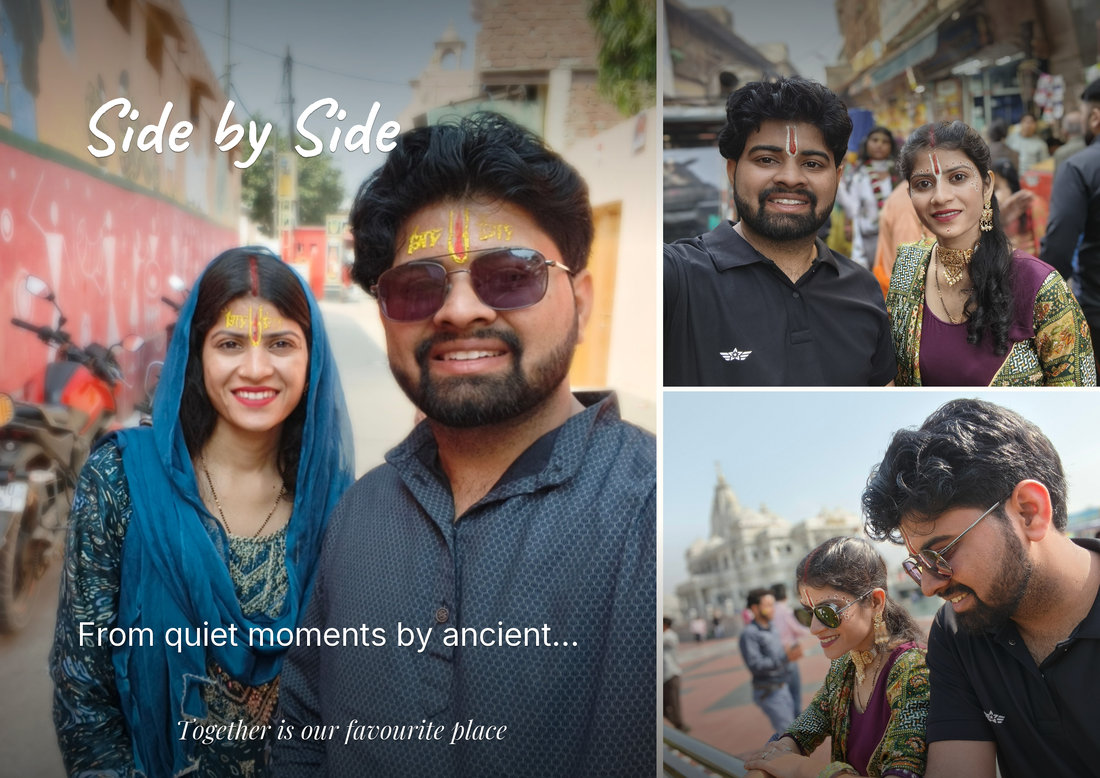 Side by Side
From quiet moments by ancient...
Together is our favourite place